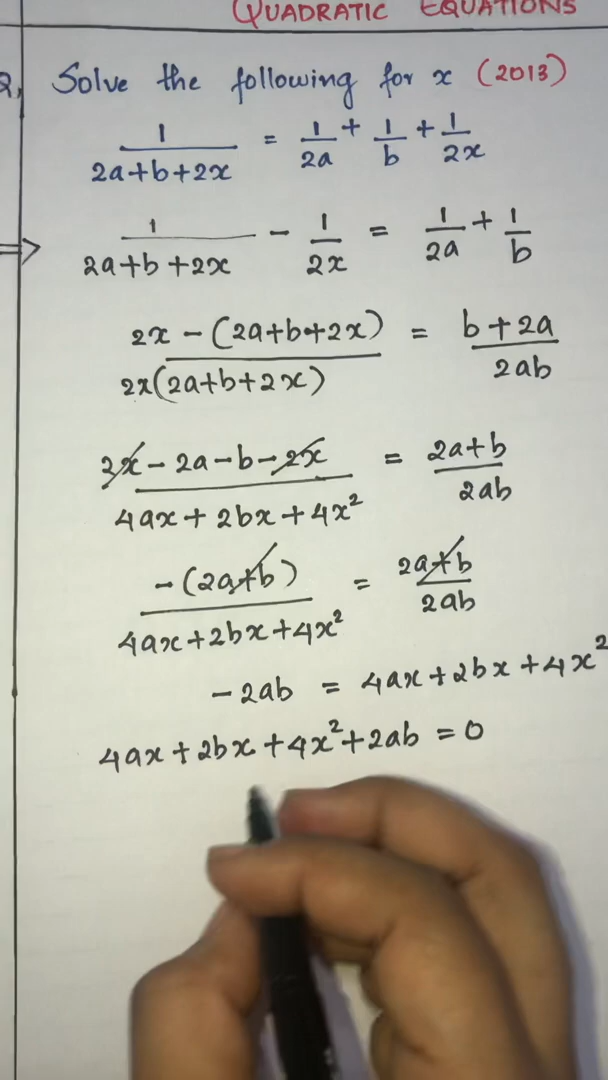 QUADRATIC EQUATIONS
2, Solve the following for x (2013)
1/(2a+b+2x) = 1/2a + 1/b + 1/2x
⇒ 1/(2a+b+2x) - 1/2x = 1/2a + 1/b
2x-(2a+b+2x)/2x(2a+b+2x) = b+2a/2ab
2x-2a-b-2x/4ax+2bx+4x² = 2a+b/2ab
-(2a+b)/4ax+2bx+4x² = 2a+b/2ab
-2ab = 4ax+2bx+4x²
4ax+2bx+4x²+2ab=0